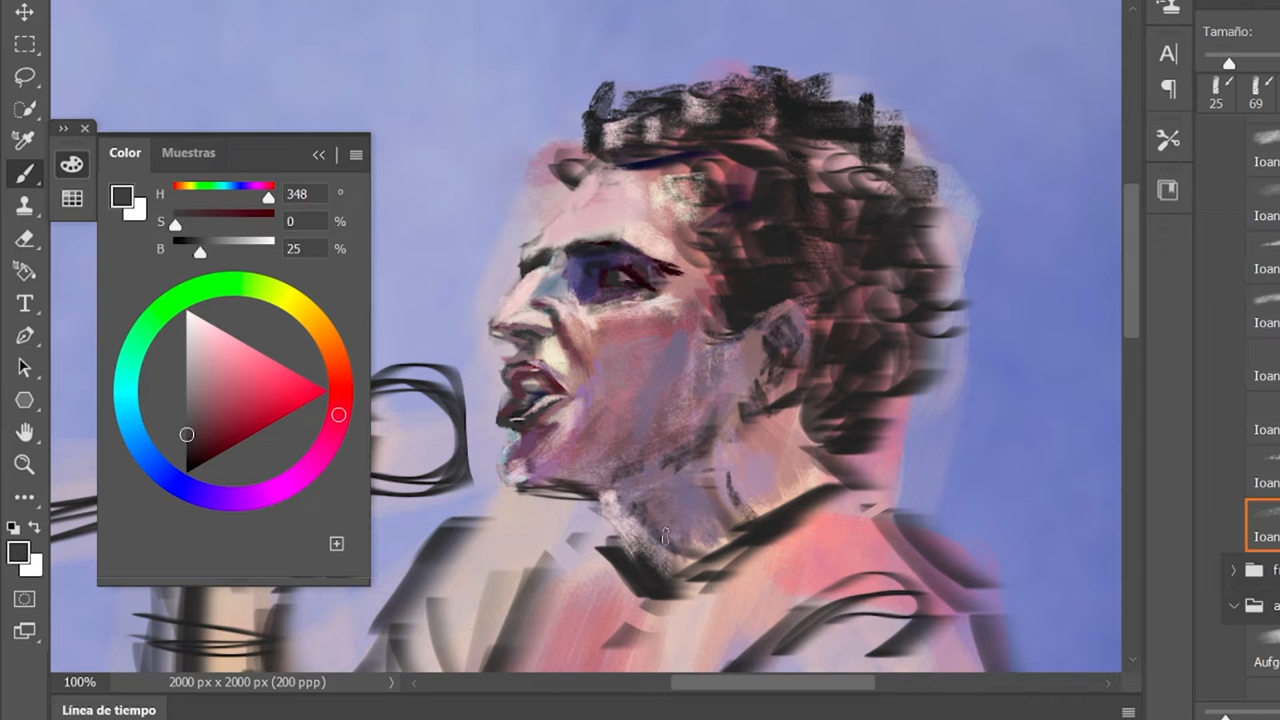 Tamaño:
25 69
Color Muestras
H 348 °
S 0 %
B 25 %
Ioan
Ioan
Ioan
Ioan
Ioan
Ioan
Ioan
Ioan
Aufg
100% 2000 px x 2000 px (200 ppp)
Línea de tiempo